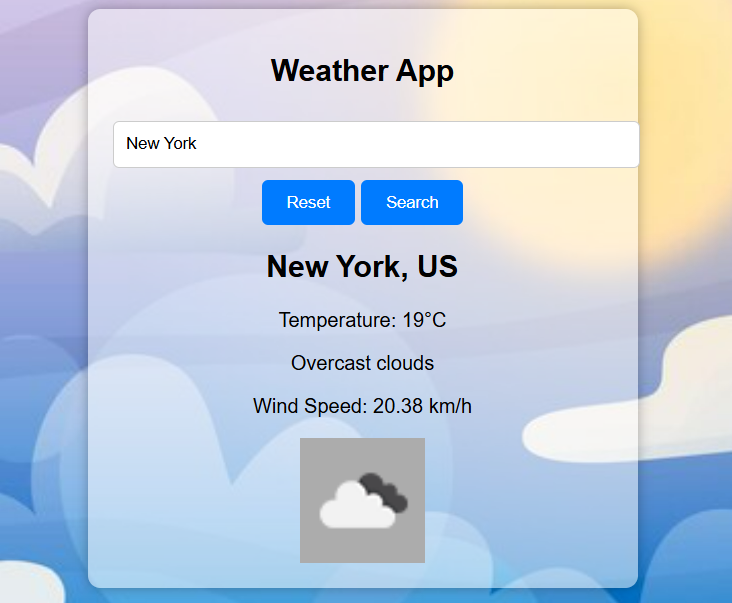 Weather App
New York
Reset Search
New York, US
Temperature: 19°C
Overcast clouds
Wind Speed: 20.38 km/h